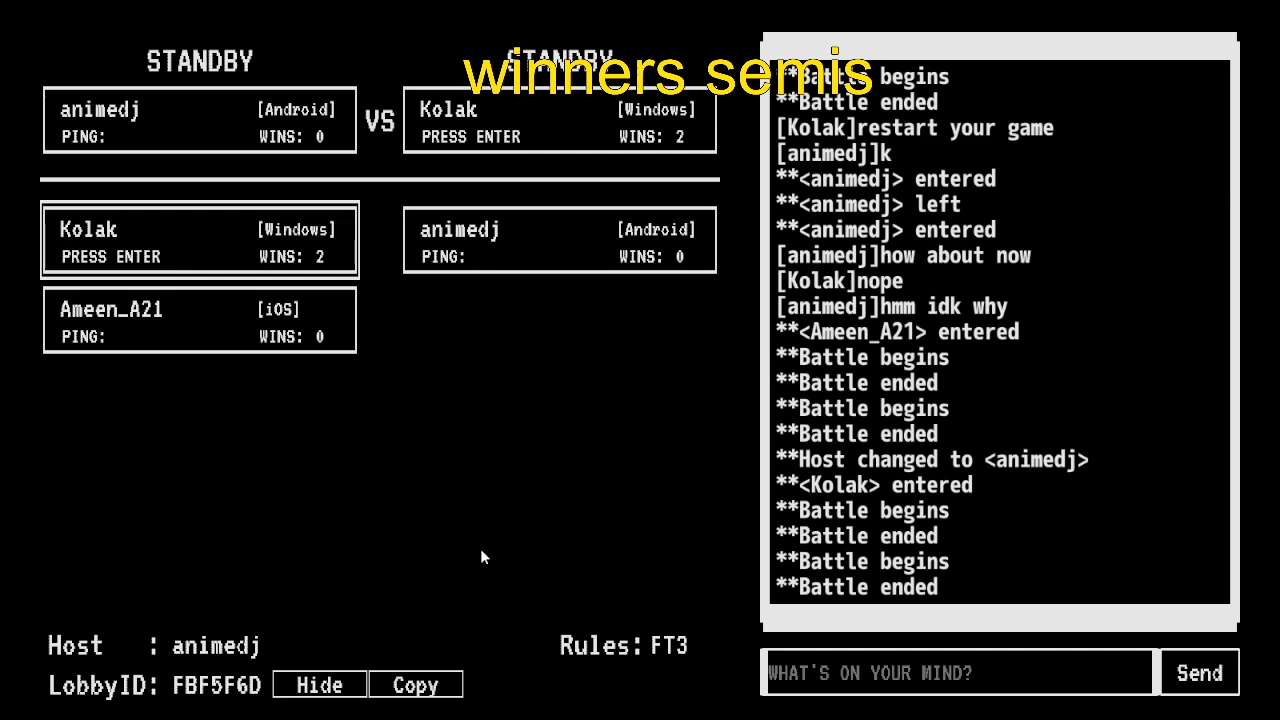 winners semis
STANDBY
STANDBY
animedj [Android]
PING: WINS: 0
VS
Kolak [Windows]
PRESS ENTER WINS: 2
Kolak [Windows]
PRESS ENTER WINS: 2
animedj [Android]
PING: WINS: 0
Ameen_A21 [iOS]
PING: WINS: 0
Host : animedj
Rules: FT3
LobbyID: FBF5F6D Hide Copy
**Battle begins
**Battle ended
[Kolak]restart your game
[animedj]k
**<animedj> entered
**<animedj> left
**<animedj> entered
[animedj]how about now
[Kolak]nope
[animedj]hmm idk why
**<Ameen_A21> entered
**Battle begins
**Battle ended
**Battle begins
**Battle ended
**Host changed to <animedj>
**<Kolak> entered
**Battle begins
**Battle ended
**Battle begins
**Battle ended
WHAT'S ON YOUR MIND?
Send